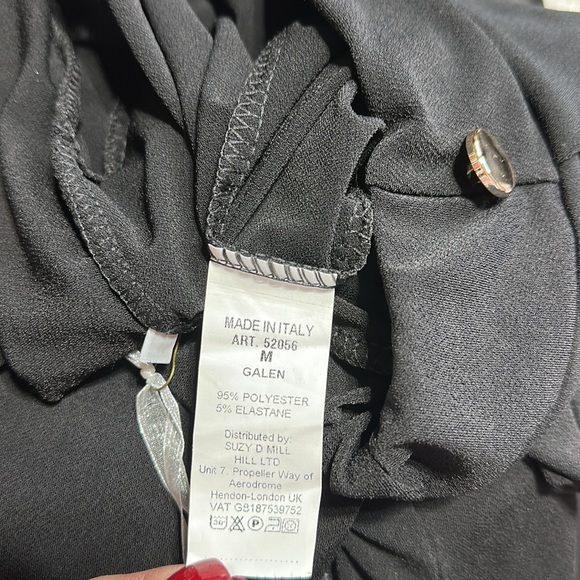 MADE IN ITALY
ART. 52056
M
GALEN
95% POLYESTER
5% ELASTANE
Distributed by:
SUZY D MILL
HILL LTD
Unit 7. Propeller Way of
Aerodrome
Hendon-London UK
VAT GB187539752